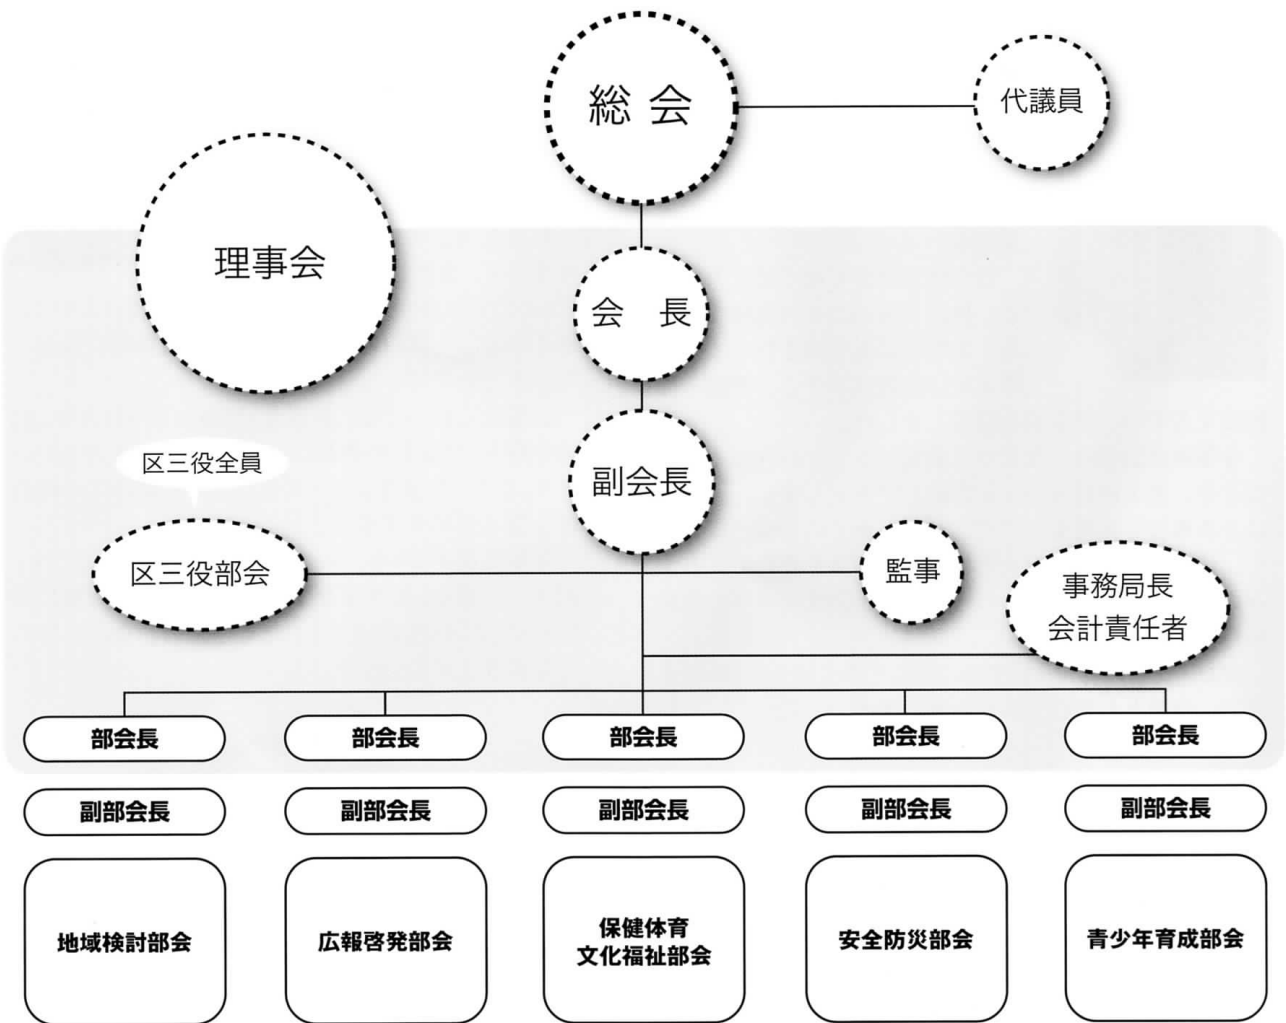 総会
代議員
理事会
会　長
区三役全員
副会長
区三役部会
監事
事務局長
会計責任者
部会長
部会長
部会長
部会長
部会長
副部会長
副部会長
副部会長
副部会長
副部会長
地域検討部会
広報啓発部会
保健体育
文化福祉部会
安全防災部会
青少年育成部会